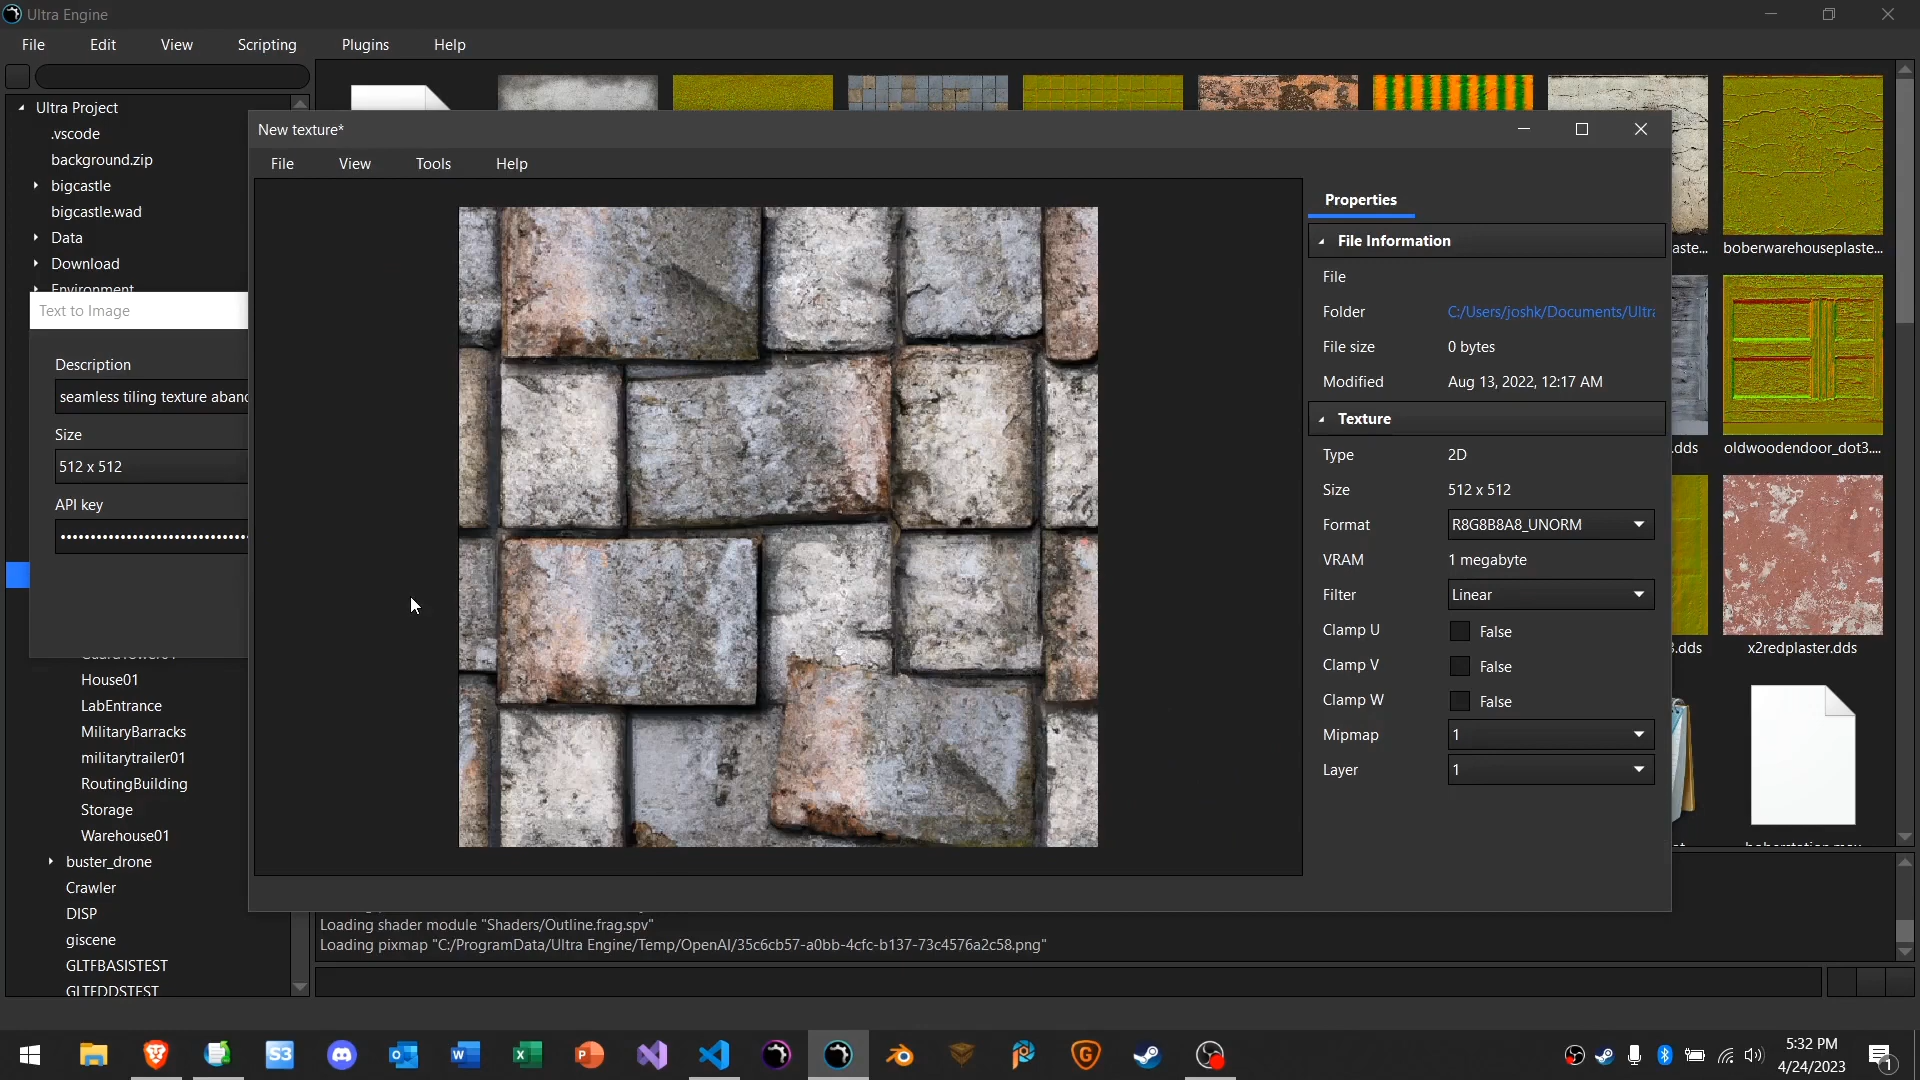 Ultra Engine
File Edit View Scripting Plugins Help
Ultra Project
.vscode
background.zip
bigcastle
bigcastle.wad
Data
Download
Environment
New texture*
File View Tools Help
Text to Image
Description
seamless tiling texture aband
Size
512 x 512
API key
House01
LabEntrance
MilitaryBarracks
militarytrailer01
RoutingBuilding
Storage
Warehouse01
buster_drone
Crawler
DISP
giscene
GLTFBASISTEST
GLTFDDSTEST
Properties
File Information
File
Folder C:/Users/joshk/Documents/Ultra
File size 0 bytes
Modified Aug 13, 2022, 12:17 AM
Texture
Type 2D
Size 512 x 512
Format R8G8B8A8_UNORM
VRAM 1 megabyte
Filter Linear
Clamp U False
Clamp V False
Clamp W False
Mipmap 1
Layer 1
aste... boberwarehouseplaste...
.dds oldwoodendoor_dot3....
3.dds x2redplaster.dds
Loading shader module "Shaders/Outline.frag.spv"
Loading pixmap "C:/ProgramData/Ultra Engine/Temp/OpenAI/35c6cb57-a0bb-4cfc-b137-73c4576a2c58.png"
5:32 PM
4/24/2023
1